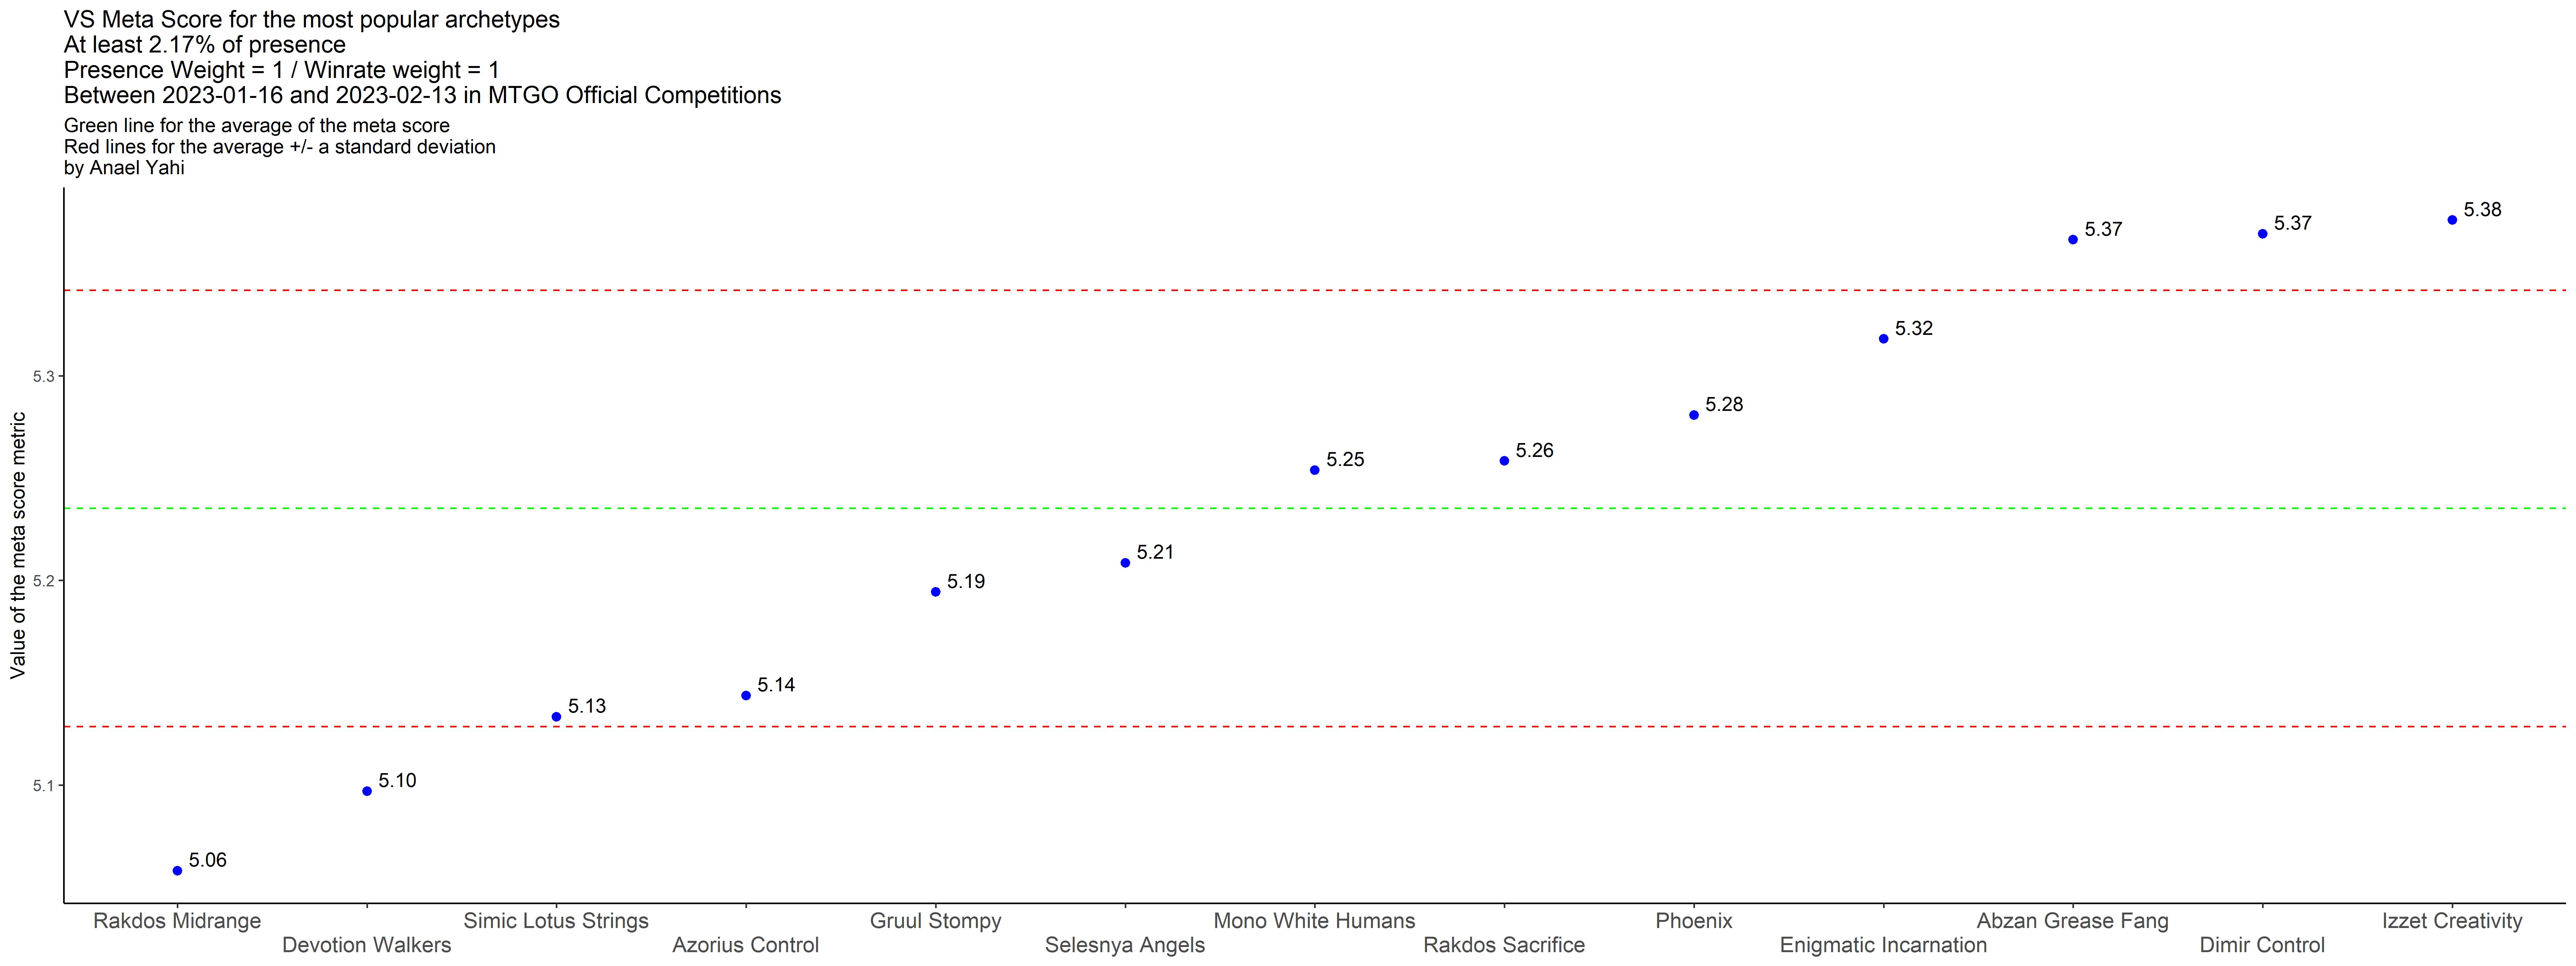 VS Meta Score for the most popular archetypes
At least 2.17% of presence
Presence Weight = 1 / Winrate weight = 1
Between 2023-01-16 and 2023-02-13 in MTGO Official Competitions
Green line for the average of the meta score
Red lines for the average +/- a standard deviation
by Anael Yahi
Value of the meta score metric
5.3
5.2
5.1
5.06
5.10
5.13
5.14
5.19
5.21
5.25
5.26
5.28
5.32
5.37
5.37
5.38
Rakdos Midrange
Devotion Walkers
Simic Lotus Strings
Azorius Control
Gruul Stompy
Selesnya Angels
Mono White Humans
Rakdos Sacrifice
Phoenix
Enigmatic Incarnation
Abzan Grease Fang
Dimir Control
Izzet Creativity